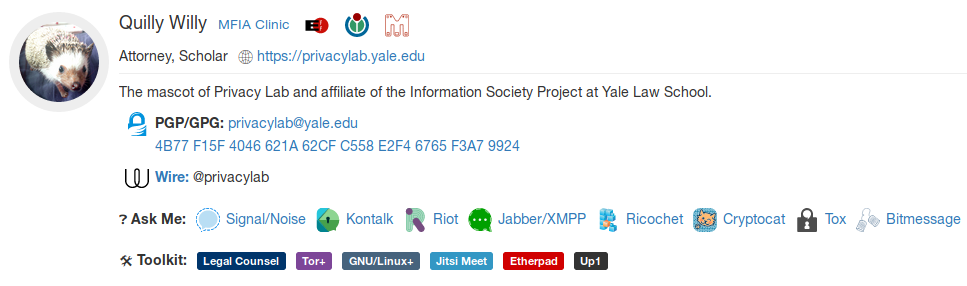 Quilly Willy MFIA Clinic
Attorney, Scholar https://privacylab.yale.edu
The mascot of Privacy Lab and affiliate of the Information Society Project at Yale Law School.
PGP/GPG: privacylab@yale.edu
4B77 F15F 4046 621A 62CF C558 E2F4 6765 F3A7 9924
Wire: @privacylab
? Ask Me: Signal/Noise Kontalk Riot Jabber/XMPP Ricochet Cryptocat Tox Bitmessage
Toolkit: Legal Counsel Tor+ GNU/Linux+ Jitsi Meet Etherpad Up1